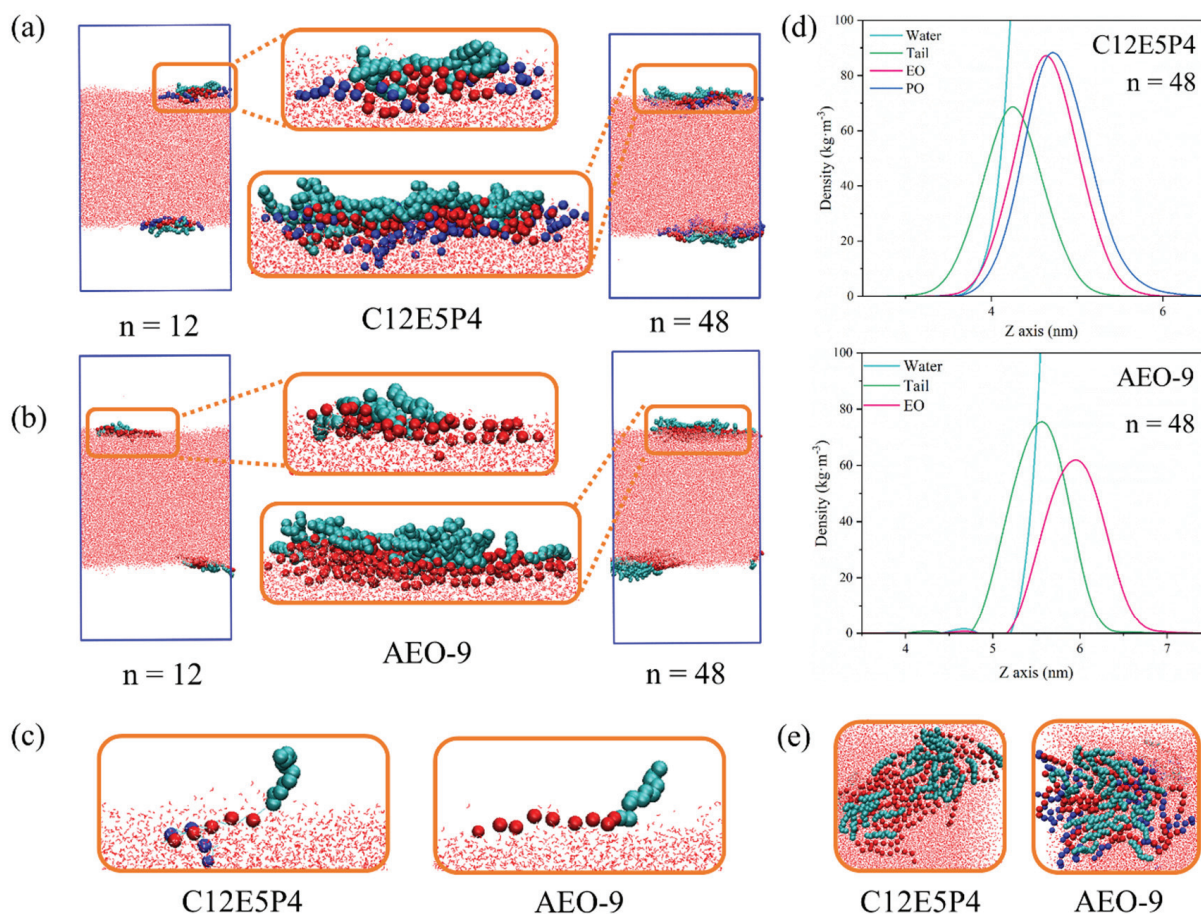 (a)
n = 12
C12E5P4
n = 48
(b)
n = 12
AEO-9
n = 48
(c)
C12E5P4
AEO-9
(d)
100
80
60
40
20
0
Density (kg·m⁻³)
Water
Tail
EO
PO
C12E5P4
n = 48
4
5
6
Z axis (nm)
100
80
60
40
20
0
Density (kg·m⁻³)
Water
Tail
EO
AEO-9
n = 48
4
5
6
7
Z axis (nm)
(e)
C12E5P4
AEO-9